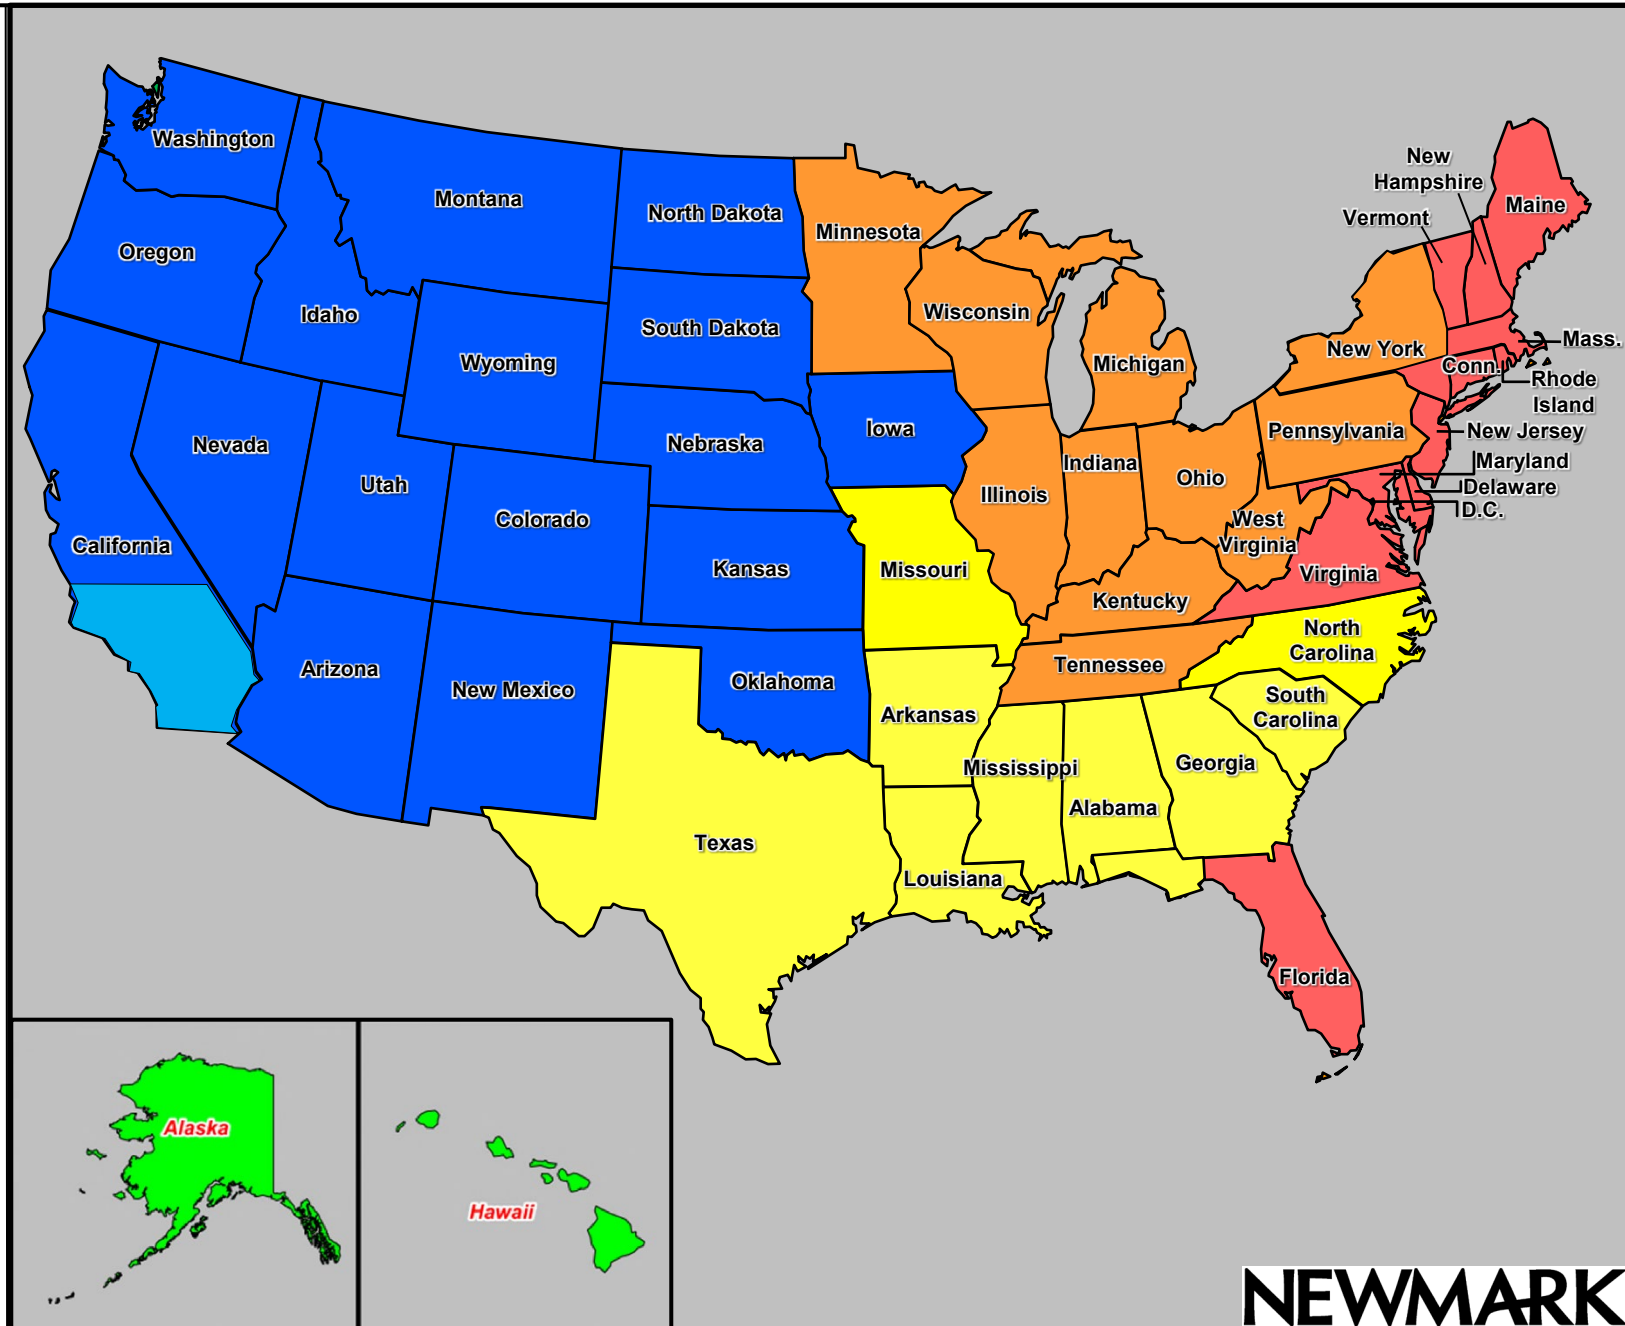 Washington
Montana
North Dakota
Minnesota
New
Hampshire
Vermont
Maine
Oregon
Idaho
South Dakota
Wisconsin
Michigan
New York
Mass.
Conn.
Rhode
Island
Wyoming
Nevada
Utah
Colorado
Nebraska
Iowa
Illinois
Indiana
Ohio
Pennsylvania
New Jersey
Maryland
Delaware
D.C.
West
Virginia
Virginia
California
Kansas
Missouri
Kentucky
North
Carolina
Tennessee
Arizona
New Mexico
Oklahoma
Arkansas
South
Carolina
Mississippi
Georgia
Alabama
Texas
Louisiana
Florida
Alaska
Hawaii
NEWMARK